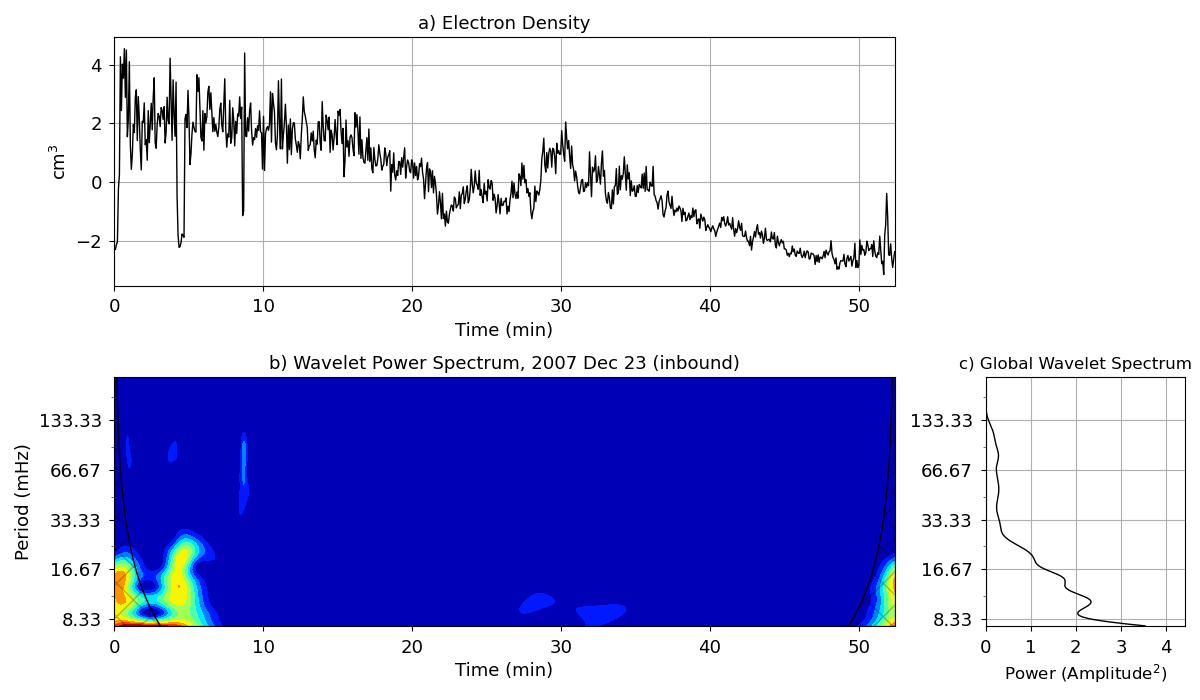 a) Electron Density
cm³
4
2
0
−2
0 10 20 30 40 50
Time (min)
b) Wavelet Power Spectrum, 2007 Dec 23 (inbound)
Period (mHz)
133.33
66.67
33.33
16.67
8.33
0 10 20 30 40 50
Time (min)
c) Global Wavelet Spectrum
133.33
66.67
33.33
16.67
8.33
0 1 2 3 4
Power (Amplitude²)